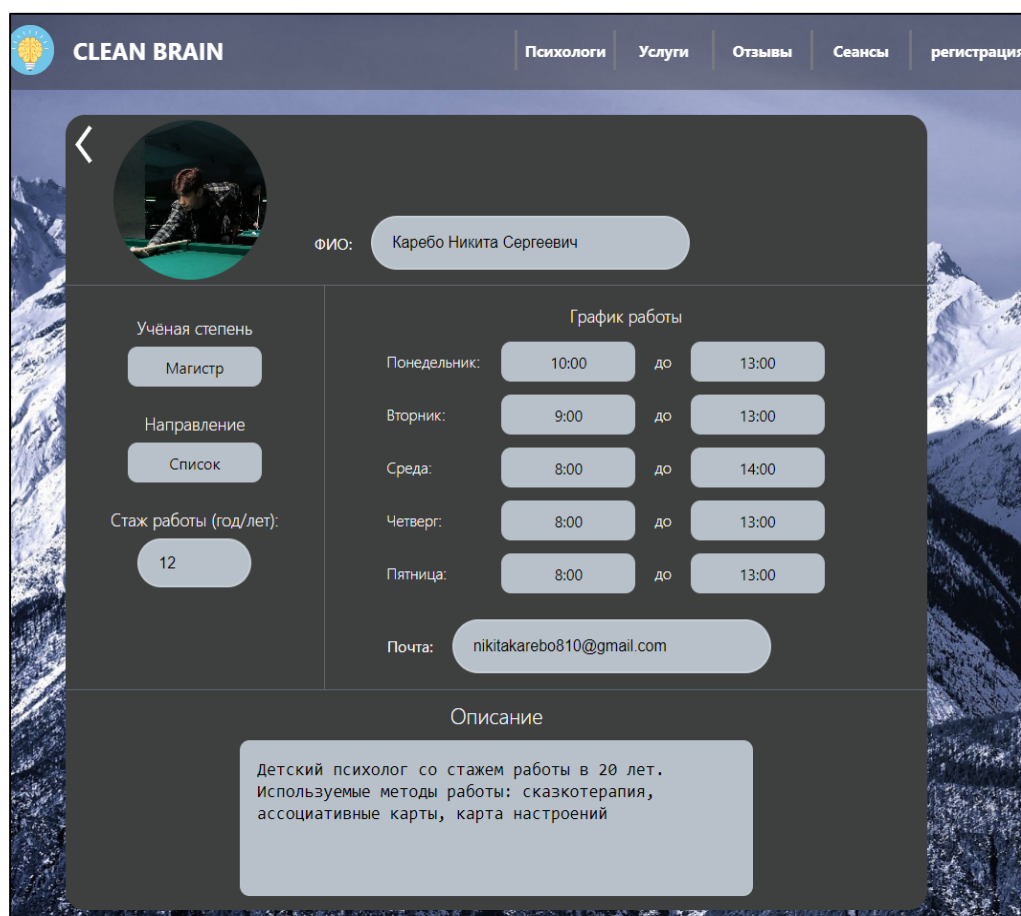 CLEAN BRAIN
Психологи Услуги Отзывы Сеансы регистрация
ФИО: Каребо Никита Сергеевич
Учёная степень
Магистр
Направление
Список
Стаж работы (год/лет):
12
График работы
Понедельник: 10:00 до 13:00
Вторник: 9:00 до 13:00
Среда: 8:00 до 14:00
Четверг: 8:00 до 13:00
Пятница: 8:00 до 13:00
Почта: nikitakarebo810@gmail.com
Описание
Детский психолог со стажем работы в 20 лет.
Используемые методы работы: сказкотерапия,
ассоциативные карты, карта настроений